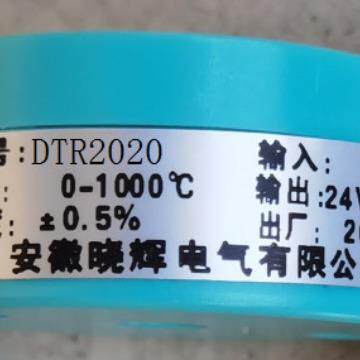 号: DTR2020 输入:
: 0-1000℃ 输出:24V
: ±0.5% 出厂: 20
安徽晓辉电气有限公